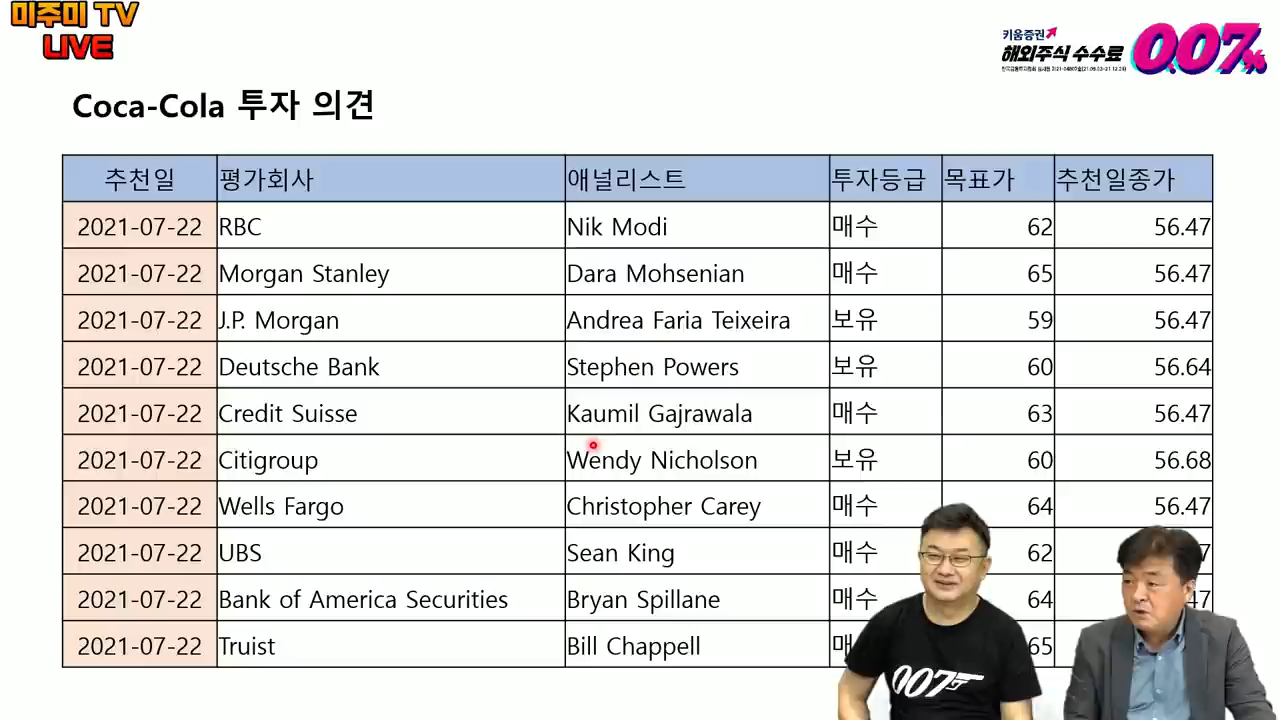 미주미 TV
LIVE
키움증권
해외주식 수수료 0.07%
Coca-Cola 투자 의견
추천일 평가회사 애널리스트 투자등급 목표가 추천일종가
2021-07-22 RBC Nik Modi 매수 62 56.47
2021-07-22 Morgan Stanley Dara Mohsenian 매수 65 56.47
2021-07-22 J.P. Morgan Andrea Faria Teixeira 보유 59 56.47
2021-07-22 Deutsche Bank Stephen Powers 보유 60 56.64
2021-07-22 Credit Suisse Kaumil Gajrawala 매수 63 56.47
2021-07-22 Citigroup Wendy Nicholson 보유 60 56.68
2021-07-22 Wells Fargo Christopher Carey 매수 64 56.47
2021-07-22 UBS Sean King 매수 62 7
2021-07-22 Bank of America Securities Bryan Spillane 매수 64 47
2021-07-22 Truist Bill Chappell 65
007